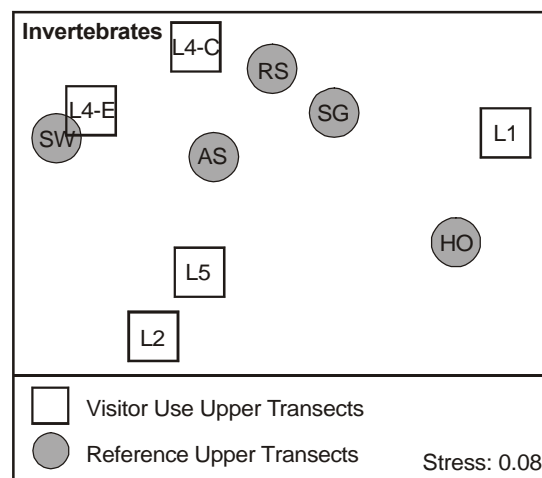 Invertebrates
L4-C
RS
SG
L4-E
L1
SW
AS
HO
L5
L2
Visitor Use Upper Transects
Reference Upper Transects
Stress: 0.08